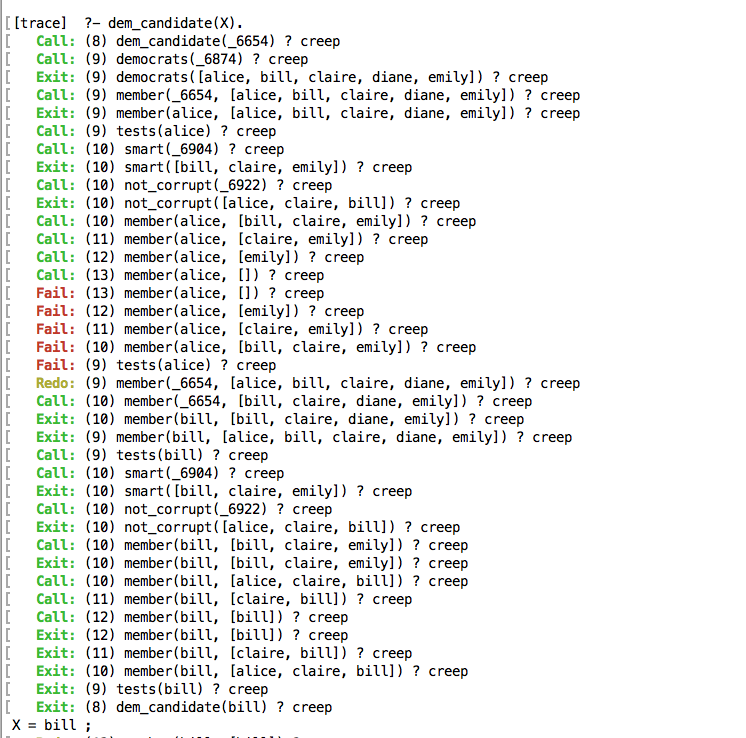 [trace]  ?- dem_candidate(X).
   Call: (8) dem_candidate(_6654) ? creep
   Call: (9) democrats(_6874) ? creep
   Exit: (9) democrats([alice, bill, claire, diane, emily]) ? creep
   Call: (9) member(_6654, [alice, bill, claire, diane, emily]) ? creep
   Exit: (9) member(alice, [alice, bill, claire, diane, emily]) ? creep
   Call: (9) tests(alice) ? creep
   Call: (10) smart(_6904) ? creep
   Exit: (10) smart([bill, claire, emily]) ? creep
   Call: (10) not_corrupt(_6922) ? creep
   Exit: (10) not_corrupt([alice, claire, bill]) ? creep
   Call: (10) member(alice, [bill, claire, emily]) ? creep
   Call: (11) member(alice, [claire, emily]) ? creep
   Call: (12) member(alice, [emily]) ? creep
   Call: (13) member(alice, []) ? creep
   Fail: (13) member(alice, []) ? creep
   Fail: (12) member(alice, [emily]) ? creep
   Fail: (11) member(alice, [claire, emily]) ? creep
   Fail: (10) member(alice, [bill, claire, emily]) ? creep
   Fail: (9) tests(alice) ? creep
   Redo: (9) member(_6654, [alice, bill, claire, diane, emily]) ? creep
   Call: (10) member(_6654, [bill, claire, diane, emily]) ? creep
   Exit: (10) member(bill, [bill, claire, diane, emily]) ? creep
   Exit: (9) member(bill, [alice, bill, claire, diane, emily]) ? creep
   Call: (9) tests(bill) ? creep
   Call: (10) smart(_6904) ? creep
   Exit: (10) smart([bill, claire, emily]) ? creep
   Call: (10) not_corrupt(_6922) ? creep
   Exit: (10) not_corrupt([alice, claire, bill]) ? creep
   Call: (10) member(bill, [bill, claire, emily]) ? creep
   Exit: (10) member(bill, [bill, claire, emily]) ? creep
   Call: (10) member(bill, [alice, claire, bill]) ? creep
   Call: (11) member(bill, [claire, bill]) ? creep
   Call: (12) member(bill, [bill]) ? creep
   Exit: (12) member(bill, [bill]) ? creep
   Exit: (11) member(bill, [claire, bill]) ? creep
   Exit: (10) member(bill, [alice, claire, bill]) ? creep
   Exit: (9) tests(bill) ? creep
   Exit: (8) dem_candidate(bill) ? creep
X = bill ;